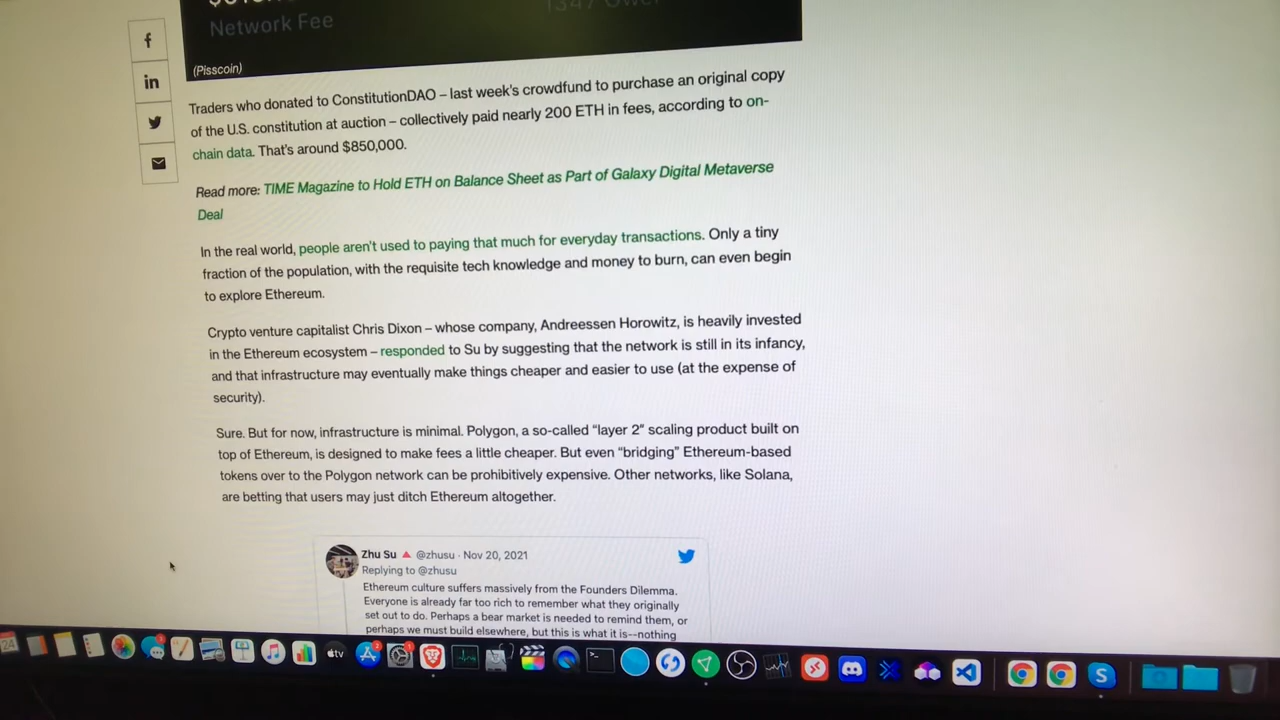 Network Fee
(Pisscoin)
f
in
Traders who donated to ConstitutionDAO – last week's crowdfund to purchase an original copy
of the U.S. constitution at auction – collectively paid nearly 200 ETH in fees, according to on-
chain data. That's around $850,000.
Read more: TIME Magazine to Hold ETH on Balance Sheet as Part of Galaxy Digital Metaverse
Deal
In the real world, people aren't used to paying that much for everyday transactions. Only a tiny
fraction of the population, with the requisite tech knowledge and money to burn, can even begin
to explore Ethereum.
Crypto venture capitalist Chris Dixon – whose company, Andreessen Horowitz, is heavily invested
in the Ethereum ecosystem – responded to Su by suggesting that the network is still in its infancy,
and that infrastructure may eventually make things cheaper and easier to use (at the expense of
security).
Sure. But for now, infrastructure is minimal. Polygon, a so-called “layer 2” scaling product built on
top of Ethereum, is designed to make fees a little cheaper. But even “bridging” Ethereum-based
tokens over to the Polygon network can be prohibitively expensive. Other networks, like Solana,
are betting that users may just ditch Ethereum altogether.
Zhu Su @zhusu · Nov 20, 2021
Replying to @zhusu
Ethereum culture suffers massively from the Founders Dilemma.
Everyone is already far too rich to remember what they originally
set out to do. Perhaps a bear market is needed to remind them, or
perhaps we must build elsewhere, but this is what it is--nothing
24
tv
S